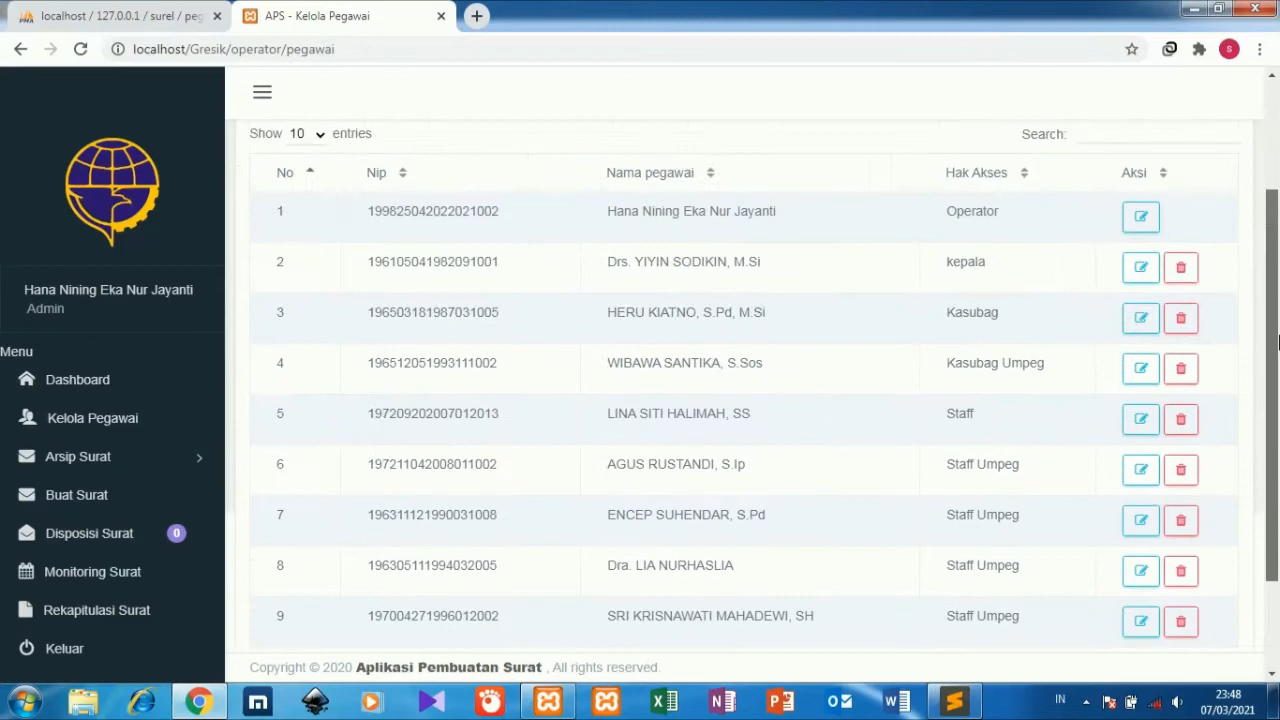 localhost / 127.0.0.1 / surel / peg
APS - Kelola Pegawai
localhost/Gresik/operator/pegawai
S
Hana Nining Eka Nur Jayanti
Admin
Menu
Dashboard
Kelola Pegawai
Arsip Surat
Buat Surat
Disposisi Surat 0
Monitoring Surat
Rekapitulasi Surat
Keluar
Show 10 entries
Search:
No Nip Nama pegawai Hak Akses Aksi
1 199825042022021002 Hana Nining Eka Nur Jayanti Operator
2 196105041982091001 Drs. YIYIN SODIKIN, M.Si kepala
3 196503181987031005 HERU KIATNO, S.Pd, M.Si Kasubag
4 196512051993111002 WIBAWA SANTIKA, S.Sos Kasubag Umpeg
5 197209202007012013 LINA SITI HALIMAH, SS Staff
6 197211042008011002 AGUS RUSTANDI, S.Ip Staff Umpeg
7 196311121990031008 ENCEP SUHENDAR, S.Pd Staff Umpeg
8 196305111994032005 Dra. LIA NURHASLIA Staff Umpeg
9 197004271996012002 SRI KRISNAWATI MAHADEWI, SH Staff Umpeg
Copyright © 2020 Aplikasi Pembuatan Surat , All rights reserved.
IN
23:48
07/03/2021